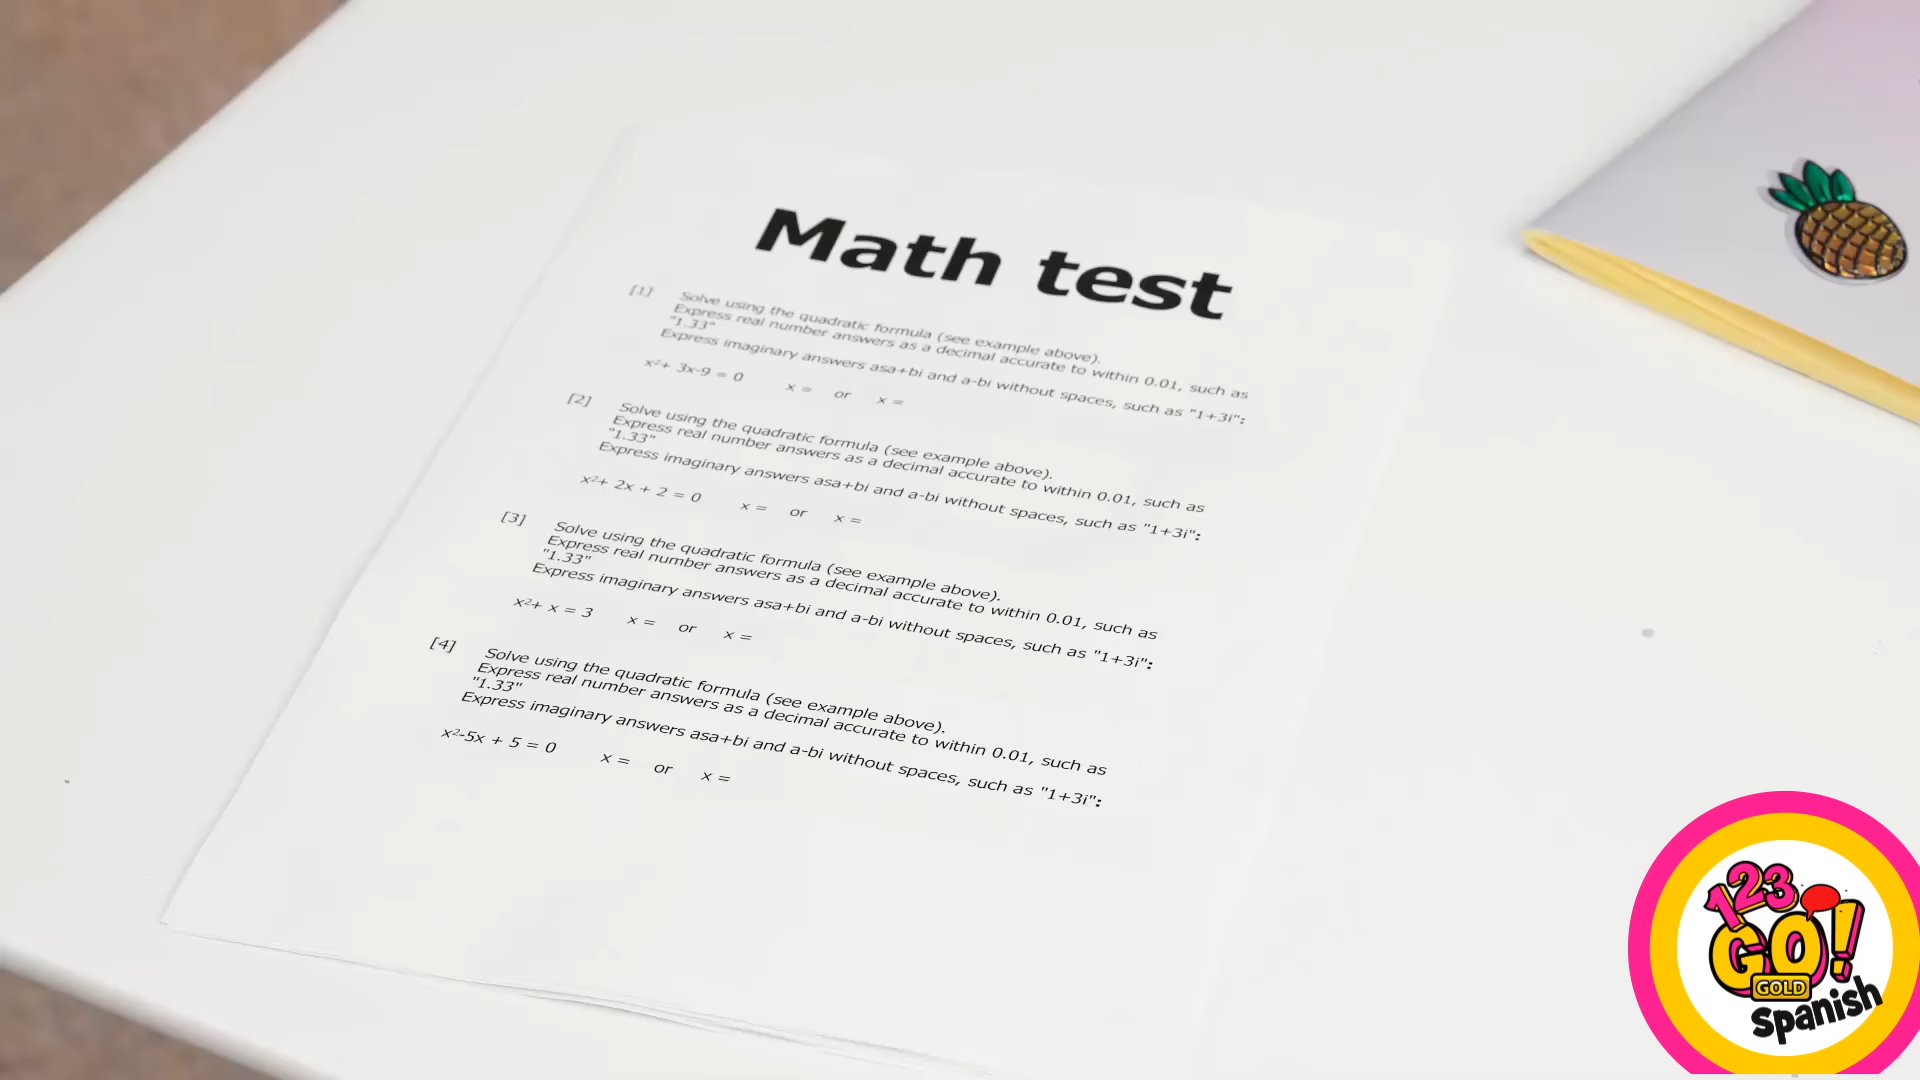 Math test
[1] Solve using the quadratic formula (see example above).
Express real number answers as a decimal accurate to within 0.01, such as
"1.33"
Express imaginary answers asa+bi and a-bi without spaces, such as "1+3i":
x²+ 3x-9 = 0 x = or x =
[2] Solve using the quadratic formula (see example above).
Express real number answers as a decimal accurate to within 0.01, such as
"1.33"
Express imaginary answers asa+bi and a-bi without spaces, such as "1+3i":
x²+ 2x + 2 = 0 x = or x =
[3] Solve using the quadratic formula (see example above).
Express real number answers as a decimal accurate to within 0.01, such as
"1.33"
Express imaginary answers asa+bi and a-bi without spaces, such as "1+3i":
x²+ x = 3 x = or x =
[4] Solve using the quadratic formula (see example above).
Express real number answers as a decimal accurate to within 0.01, such as
"1.33"
Express imaginary answers asa+bi and a-bi without spaces, such as "1+3i":
x²-5x + 5 = 0 x = or x =
123
GO!
GOLD
Spanish